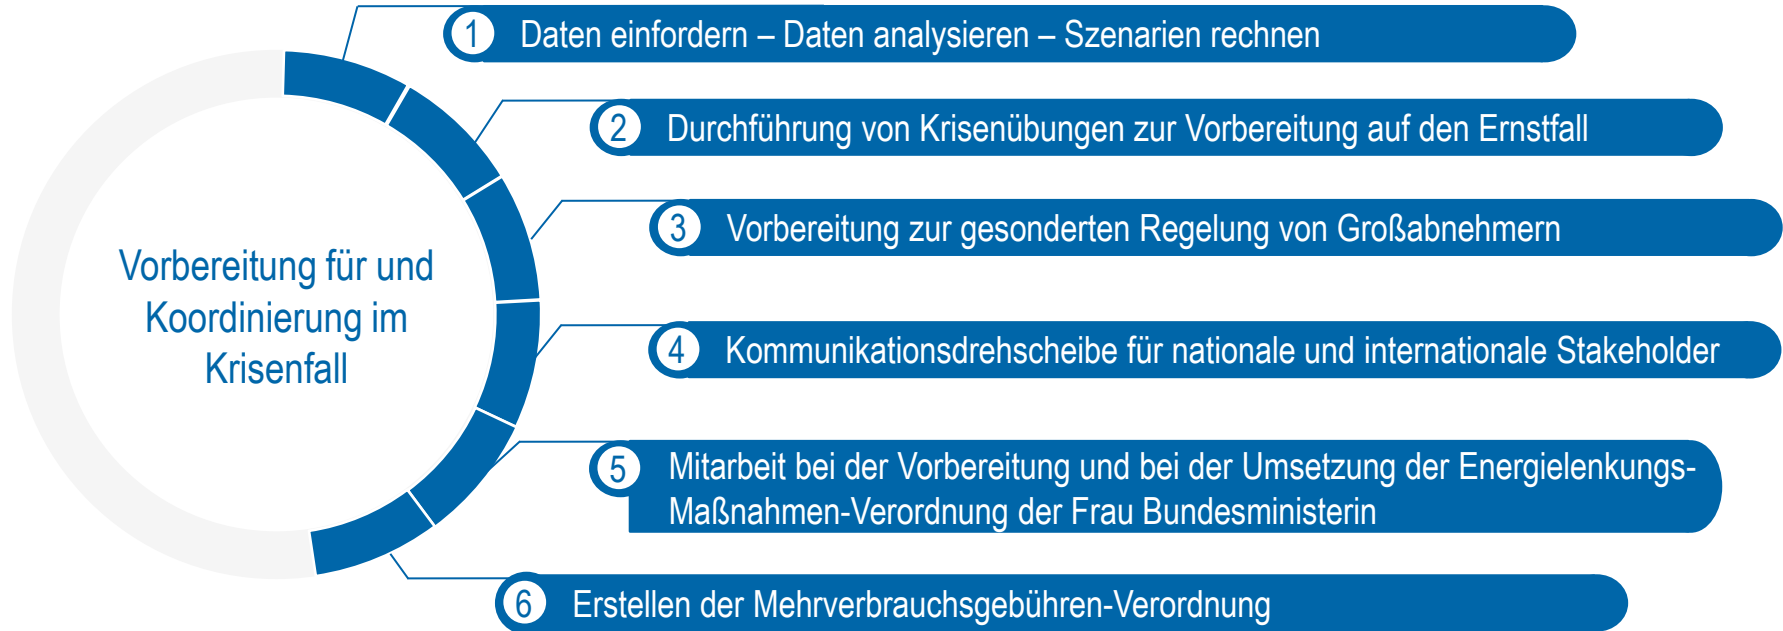 1 Daten einfordern – Daten analysieren – Szenarien rechnen
2 Durchführung von Krisenübungen zur Vorbereitung auf den Ernstfall
3 Vorbereitung zur gesonderten Regelung von Großabnehmern
Vorbereitung für und
Koordinierung im
Krisenfall
4 Kommunikationsdrehscheibe für nationale und internationale Stakeholder
5 Mitarbeit bei der Vorbereitung und bei der Umsetzung der Energielenkungs-
Maßnahmen-Verordnung der Frau Bundesministerin
6 Erstellen der Mehrverbrauchsgebühren-Verordnung